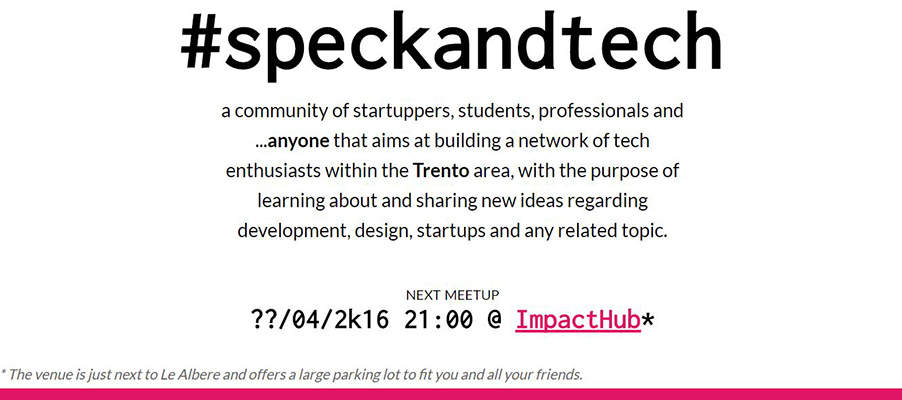 #speckandtech
a community of startuppers, students, professionals and
...anyone that aims at building a network of tech
enthusiasts within the Trento area, with the purpose of
learning about and sharing new ideas regarding
development, design, startups and any related topic.
NEXT MEETUP
??/04/2k16 21:00 @ ImpactHub*
* The venue is just next to Le Albere and offers a large parking lot to fit you and all your friends.